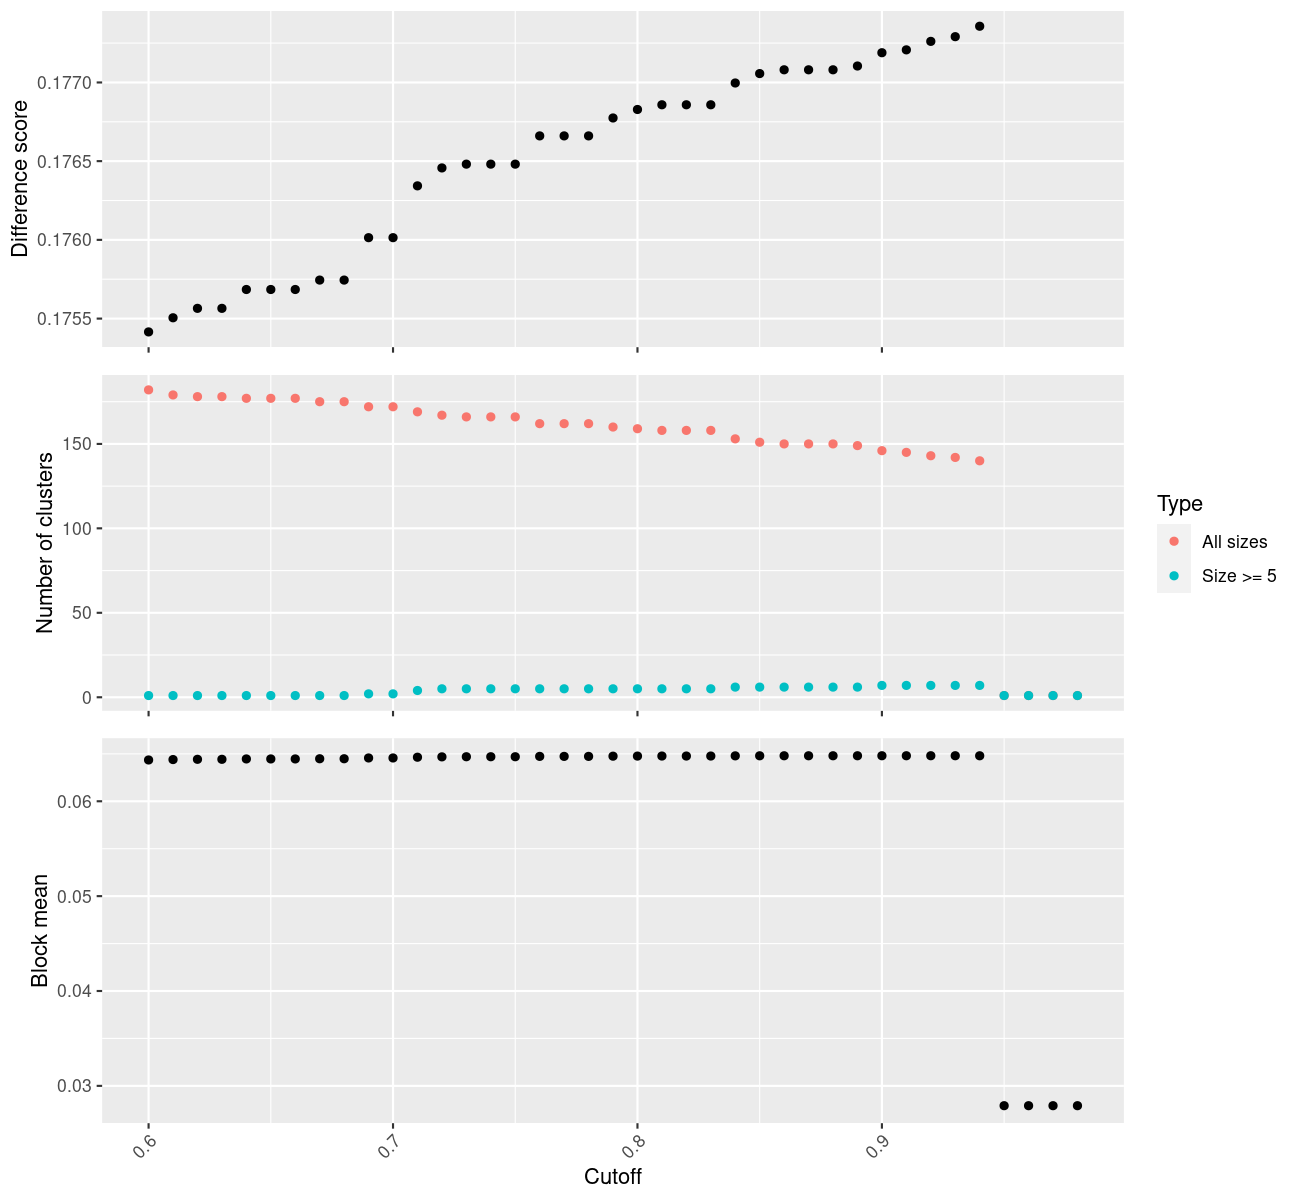 Difference score
0.1770
0.1765
0.1760
0.1755
Number of clusters
150
100
50
0
Type
All sizes
Size >= 5
Block mean
0.06
0.05
0.04
0.03
0.6
0.7
0.8
0.9
Cutoff